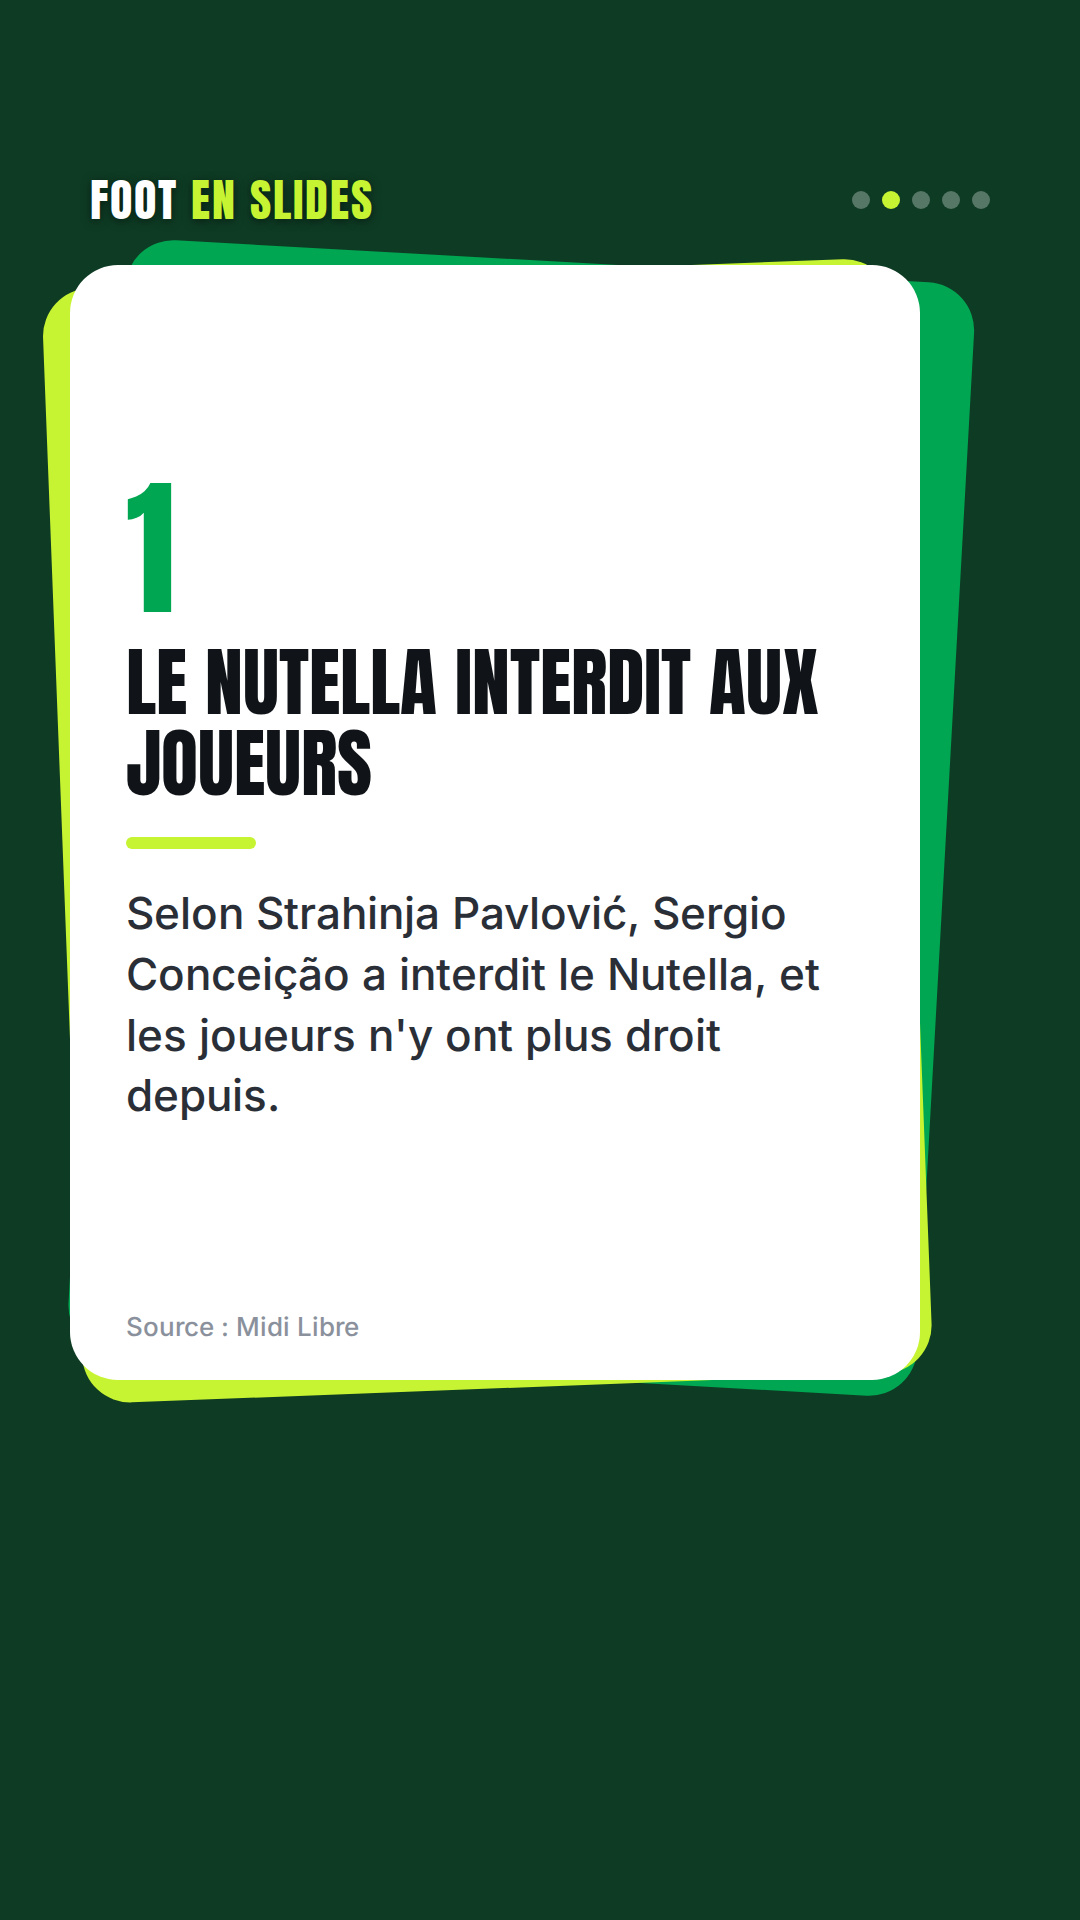 FOOT EN SLIDES
1
LE NUTELLA INTERDIT AUX
JOUEURS
Selon Strahinja Pavlović, Sergio
Conceição a interdit le Nutella, et
les joueurs n'y ont plus droit
depuis.
Source : Midi Libre